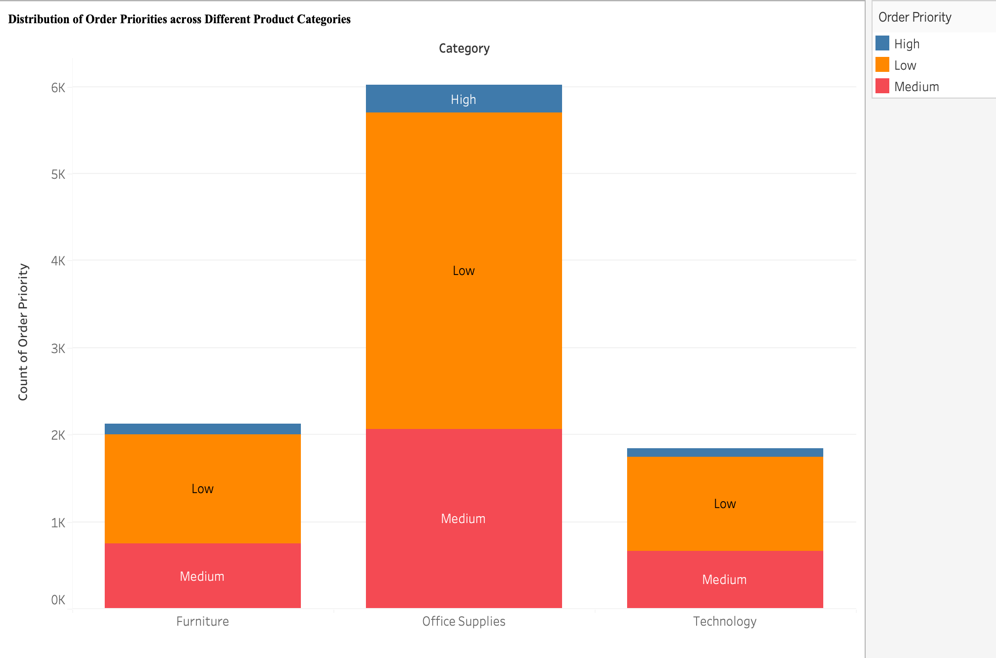 Distribution of Order Priorities across Different Product Categories
Category
Order Priority
High
Low
Medium
Count of Order Priority
6K
5K
4K
3K
2K
1K
0K
High
Low
Low
Low
Medium
Medium
Medium
Furniture
Office Supplies
Technology